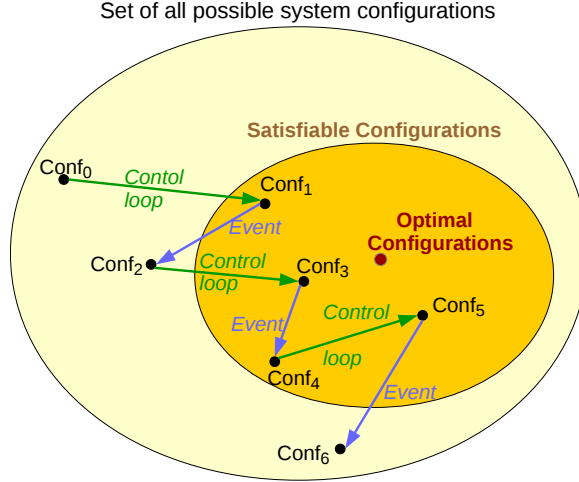 Set of all possible system configurations
Satisfiable Configurations
Conf0
Contol
loop
Conf1
Event
Optimal
Configurations
Conf2
Control
loop
Conf3
Event
Control
loop
Conf5
Conf4
Event
Conf6